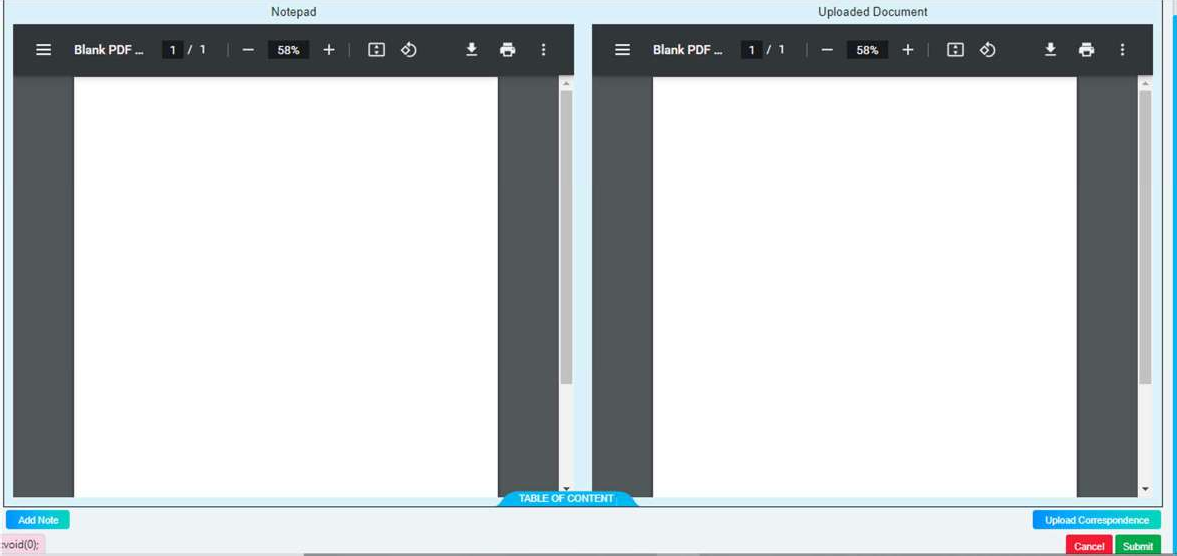 Notepad
Uploaded Document
Blank PDF ... 1 / 1 58%
Blank PDF ... 1 / 1 58%
TABLE OF CONTENT
Add Note
Upload Correspondence
:void(0);
Cancel
Submit